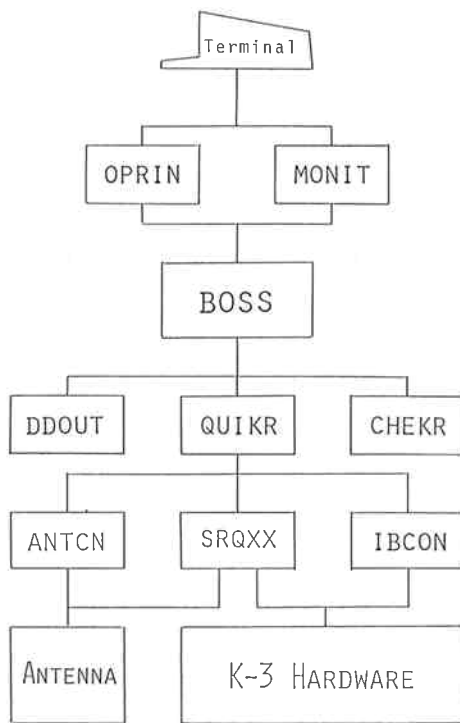 Terminal
OPRIN
MONIT
BOSS
DDOUT
QUIKR
CHEKR
ANTCN
SRQXX
IBCON
ANTENNA
K-3 HARDWARE